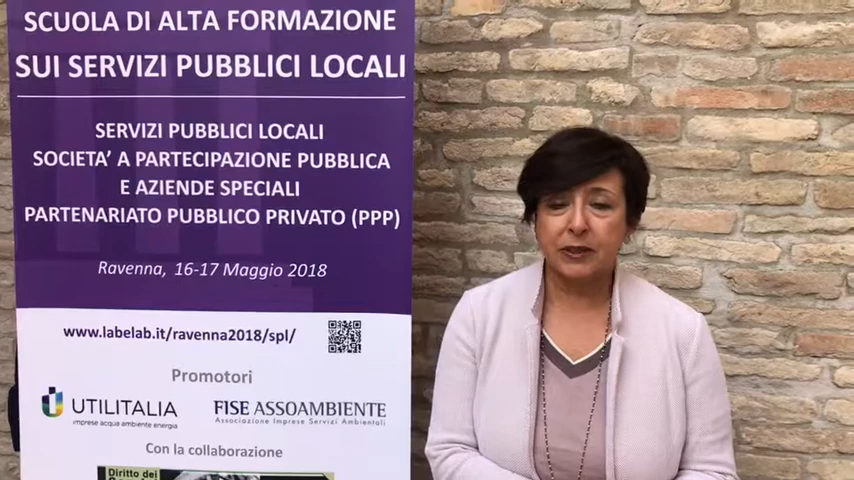 SCUOLA DI ALTA FORMAZIONE
SUI SERVIZI PUBBLICI LOCALI
SERVIZI PUBBLICI LOCALI
SOCIETA' A PARTECIPAZIONE PUBBLICA
E AZIENDE SPECIALI
PARTENARIATO PUBBLICO PRIVATO (PPP)
Ravenna, 16-17 Maggio 2018
www.labelab.it/ravenna2018/spl/
Promotori
UTILITALIA
imprese acqua ambiente energia
FISE ASSOAMBIENTE
Associazione Imprese Servizi Ambientali
Con la collaborazione
Diritto dei